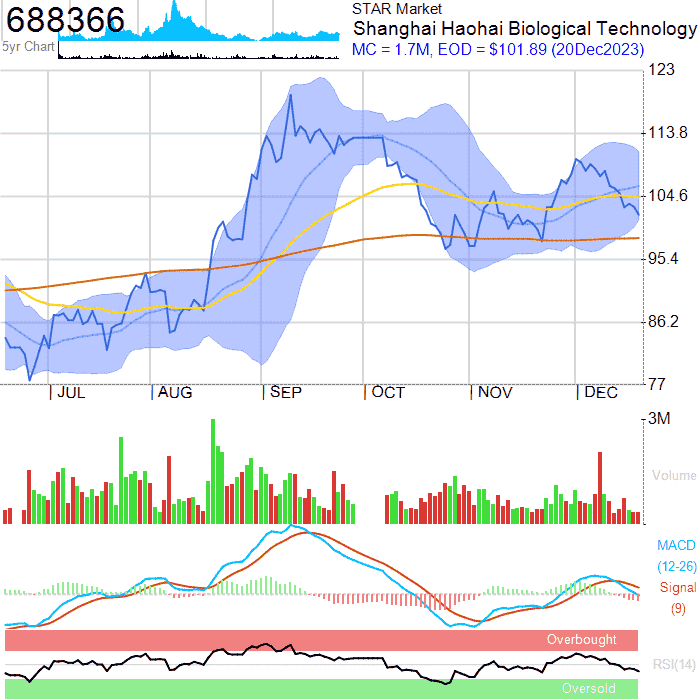 688366
STAR Market
Shanghai Haohai Biological Technology
5yr Chart
MC = 1.7M, EOD = $101.89 (20Dec2023)
123
113.8
104.6
95.4
86.2
77
JUL AUG SEP OCT NOV DEC
3M
Volume
MACD
(12-26)
Signal
(9)
Overbought
RSI(14)
Oversold